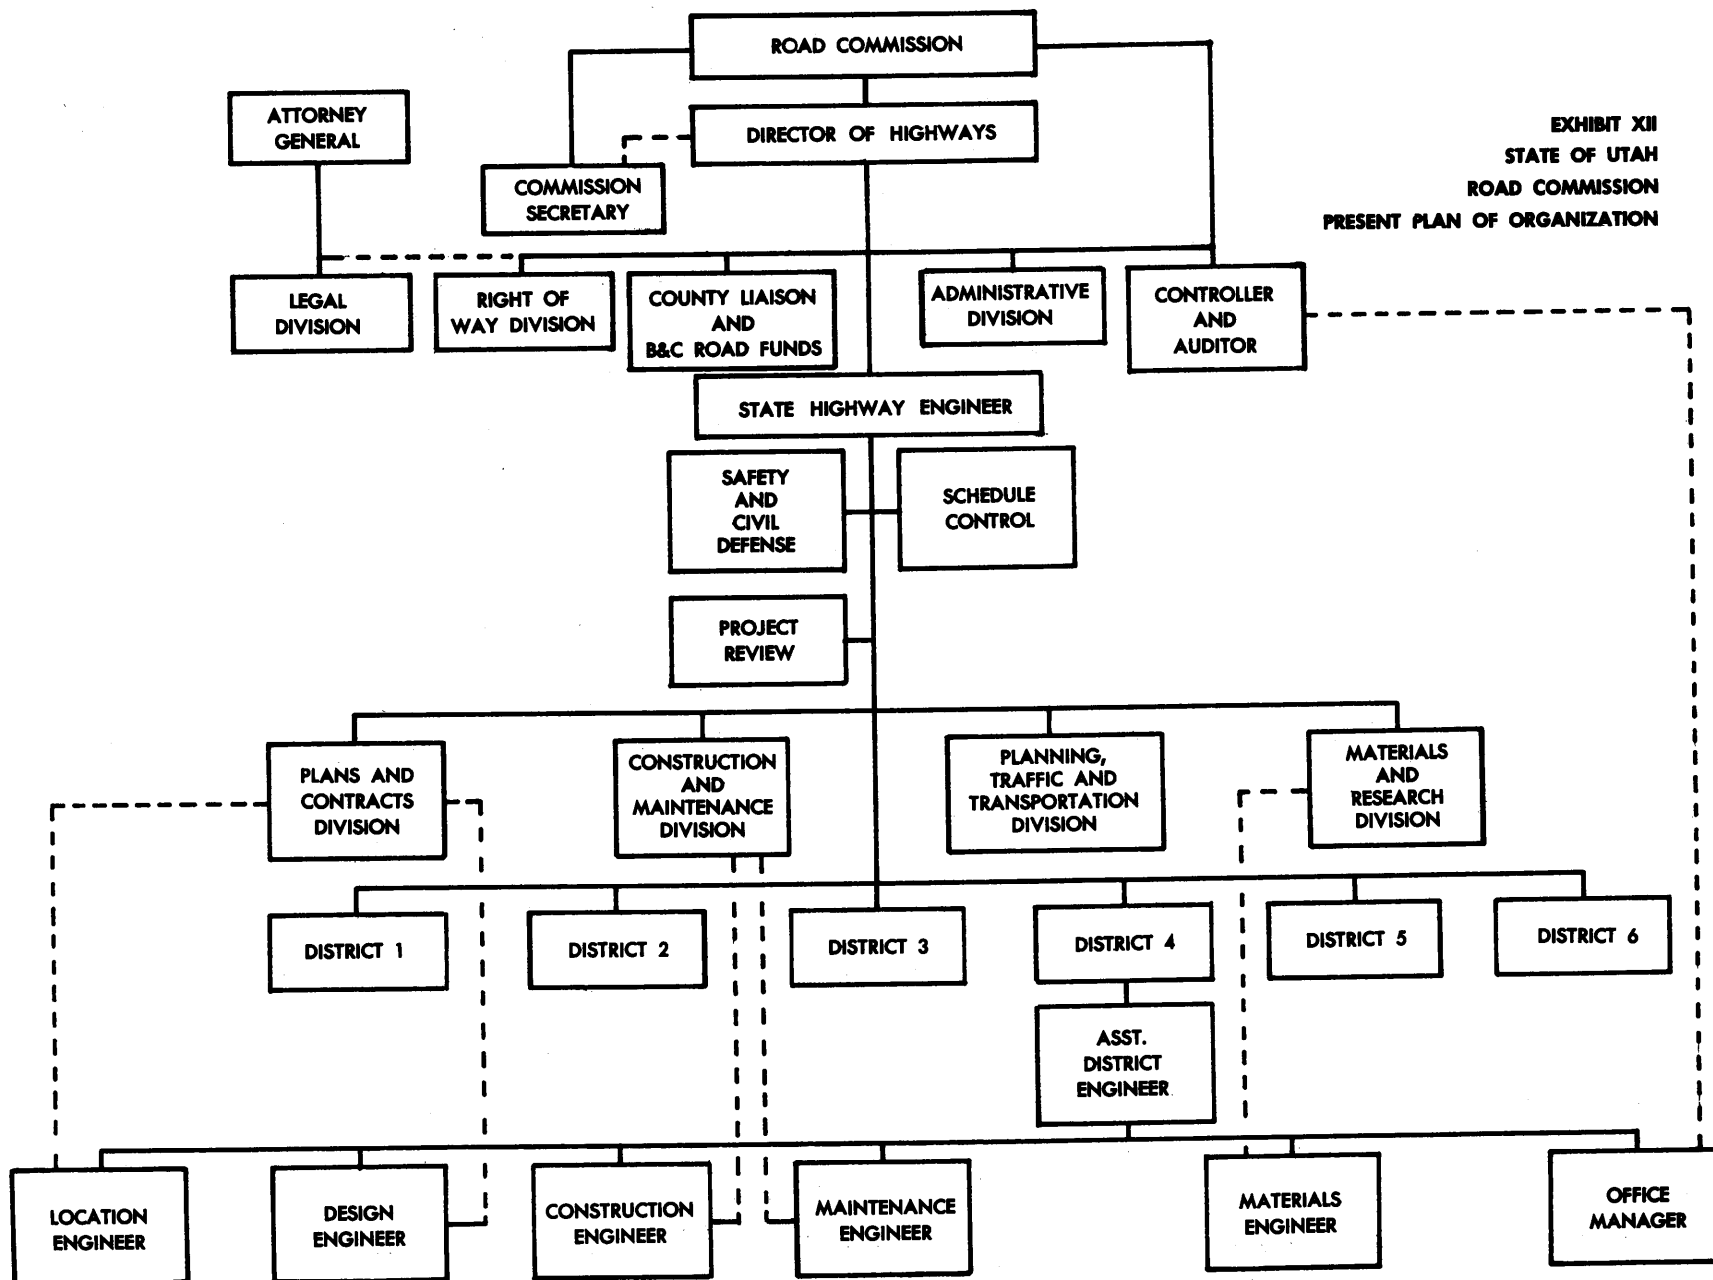 ROAD COMMISSION
ATTORNEY
GENERAL
DIRECTOR OF HIGHWAYS
EXHIBIT XII
STATE OF UTAH
ROAD COMMISSION
PRESENT PLAN OF ORGANIZATION
COMMISSION
SECRETARY
LEGAL
DIVISION
RIGHT OF
WAY DIVISION
COUNTY LIAISON
AND
B&C ROAD FUNDS
ADMINISTRATIVE
DIVISION
CONTROLLER
AND
AUDITOR
STATE HIGHWAY ENGINEER
SAFETY
AND
CIVIL
DEFENSE
SCHEDULE
CONTROL
PROJECT
REVIEW
PLANS AND
CONTRACTS
DIVISION
CONSTRUCTION
AND
MAINTENANCE
DIVISION
PLANNING,
TRAFFIC AND
TRANSPORTATION
DIVISION
MATERIALS
AND
RESEARCH
DIVISION
DISTRICT 1
DISTRICT 2
DISTRICT 3
DISTRICT 4
DISTRICT 5
DISTRICT 6
ASST.
DISTRICT
ENGINEER
LOCATION
ENGINEER
DESIGN
ENGINEER
CONSTRUCTION
ENGINEER
MAINTENANCE
ENGINEER
MATERIALS
ENGINEER
OFFICE
MANAGER